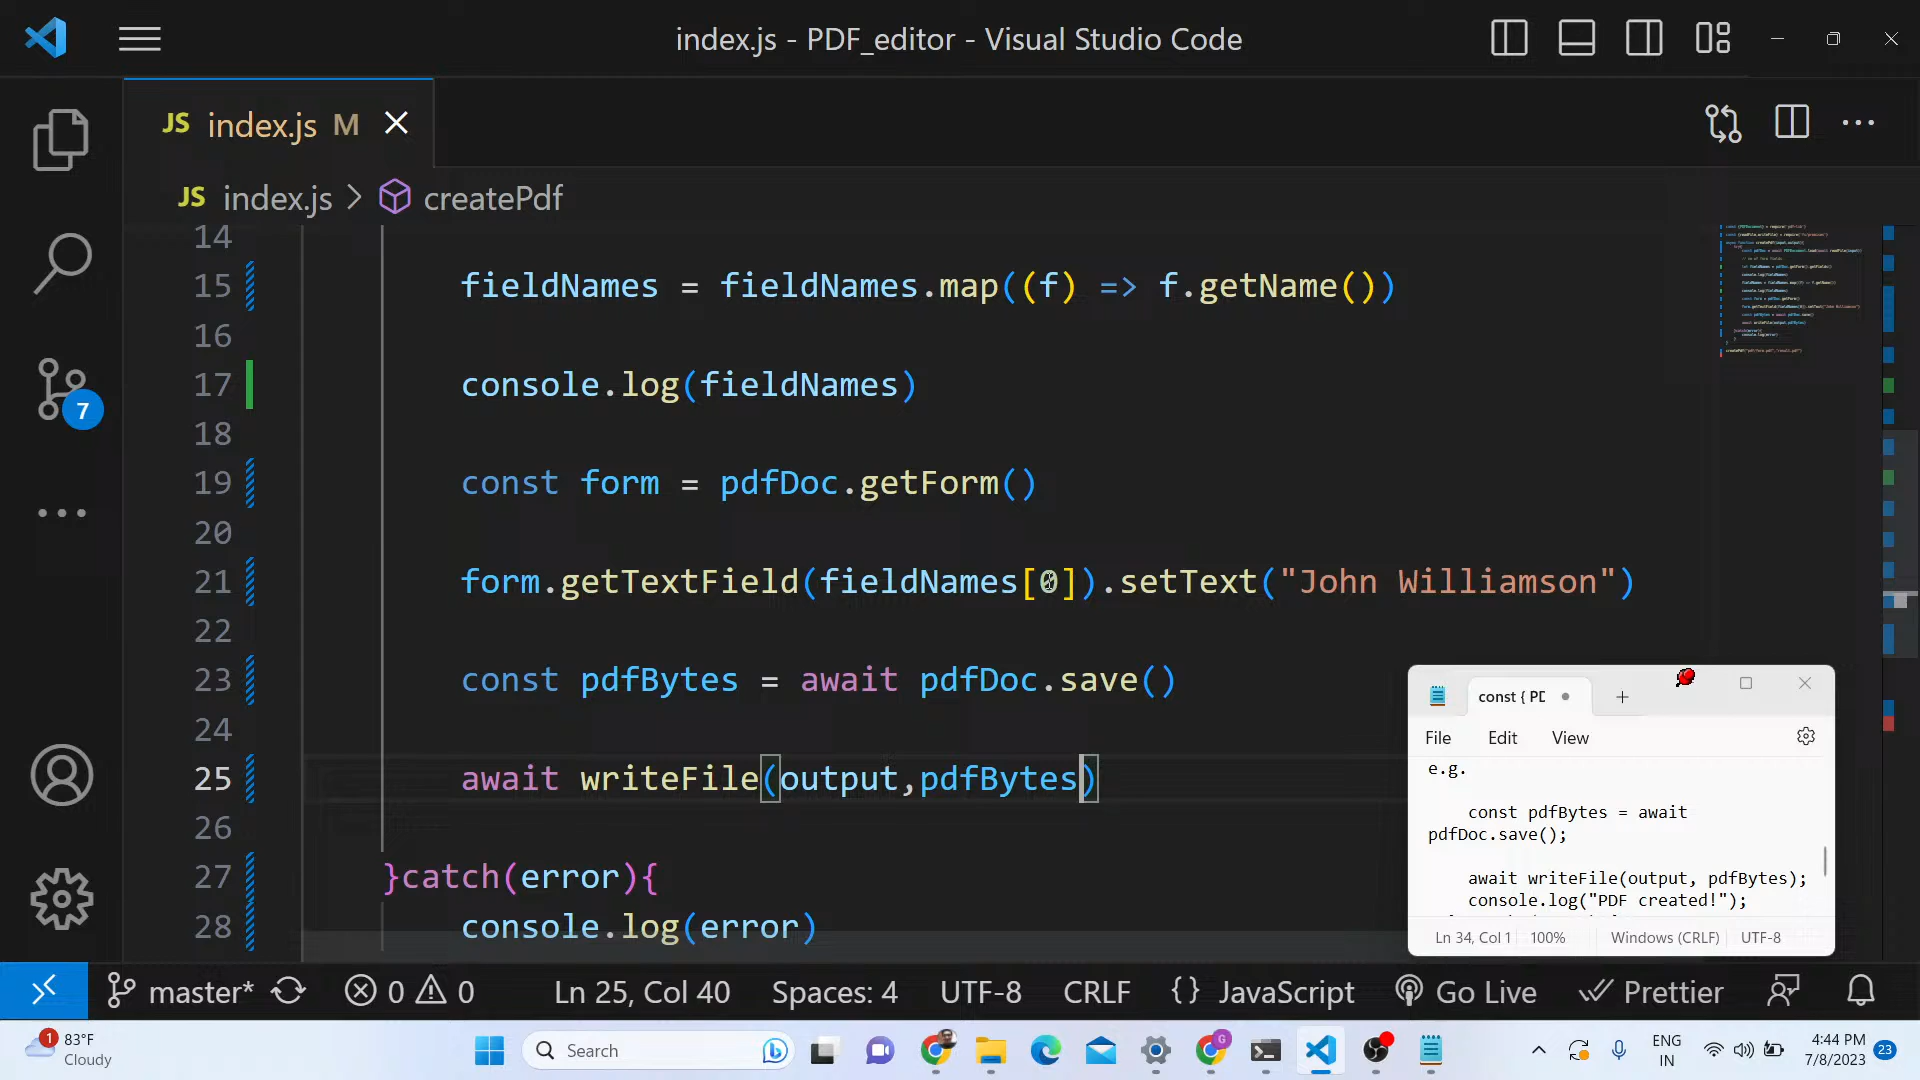 index.js - PDF_editor - Visual Studio Code
JS index.js M
JS index.js > createPdf
14
15 fieldNames = fieldNames.map((f) => f.getName())
16
17 console.log(fieldNames)
18
19 const form = pdfDoc.getForm()
20
21 form.getTextField(fieldNames[0]).setText("John Williamson")
22
23 const pdfBytes = await pdfDoc.save()
24
25 await writeFile(output,pdfBytes)
26
27 }catch(error){
28 console.log(error)
7
const { PD
File Edit View
e.g.
const pdfBytes = await
pdfDoc.save();
await writeFile(output, pdfBytes);
console.log("PDF created!");
Ln 34, Col 1 100% Windows (CRLF) UTF-8
master* 0 0 Ln 25, Col 40 Spaces: 4 UTF-8 CRLF {} JavaScript Go Live Prettier
1 83°F
Cloudy
Search
ENG
IN
4:44 PM
7/8/2023
23